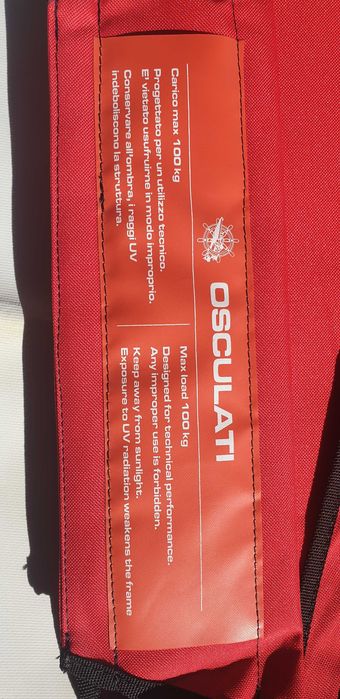 OSCULATI
Carico max 100 kg
Progettato per un utilizzo tecnico.
E' vietato usufruirne in modo improprio.
Conservare all'ombra, i raggi UV
indeboliscono la struttura.
Max load 100 kg
Designed for technical performance.
Any improper use is forbidden.
Keep away from sunlight.
Exposure to UV radiation weakens the frame